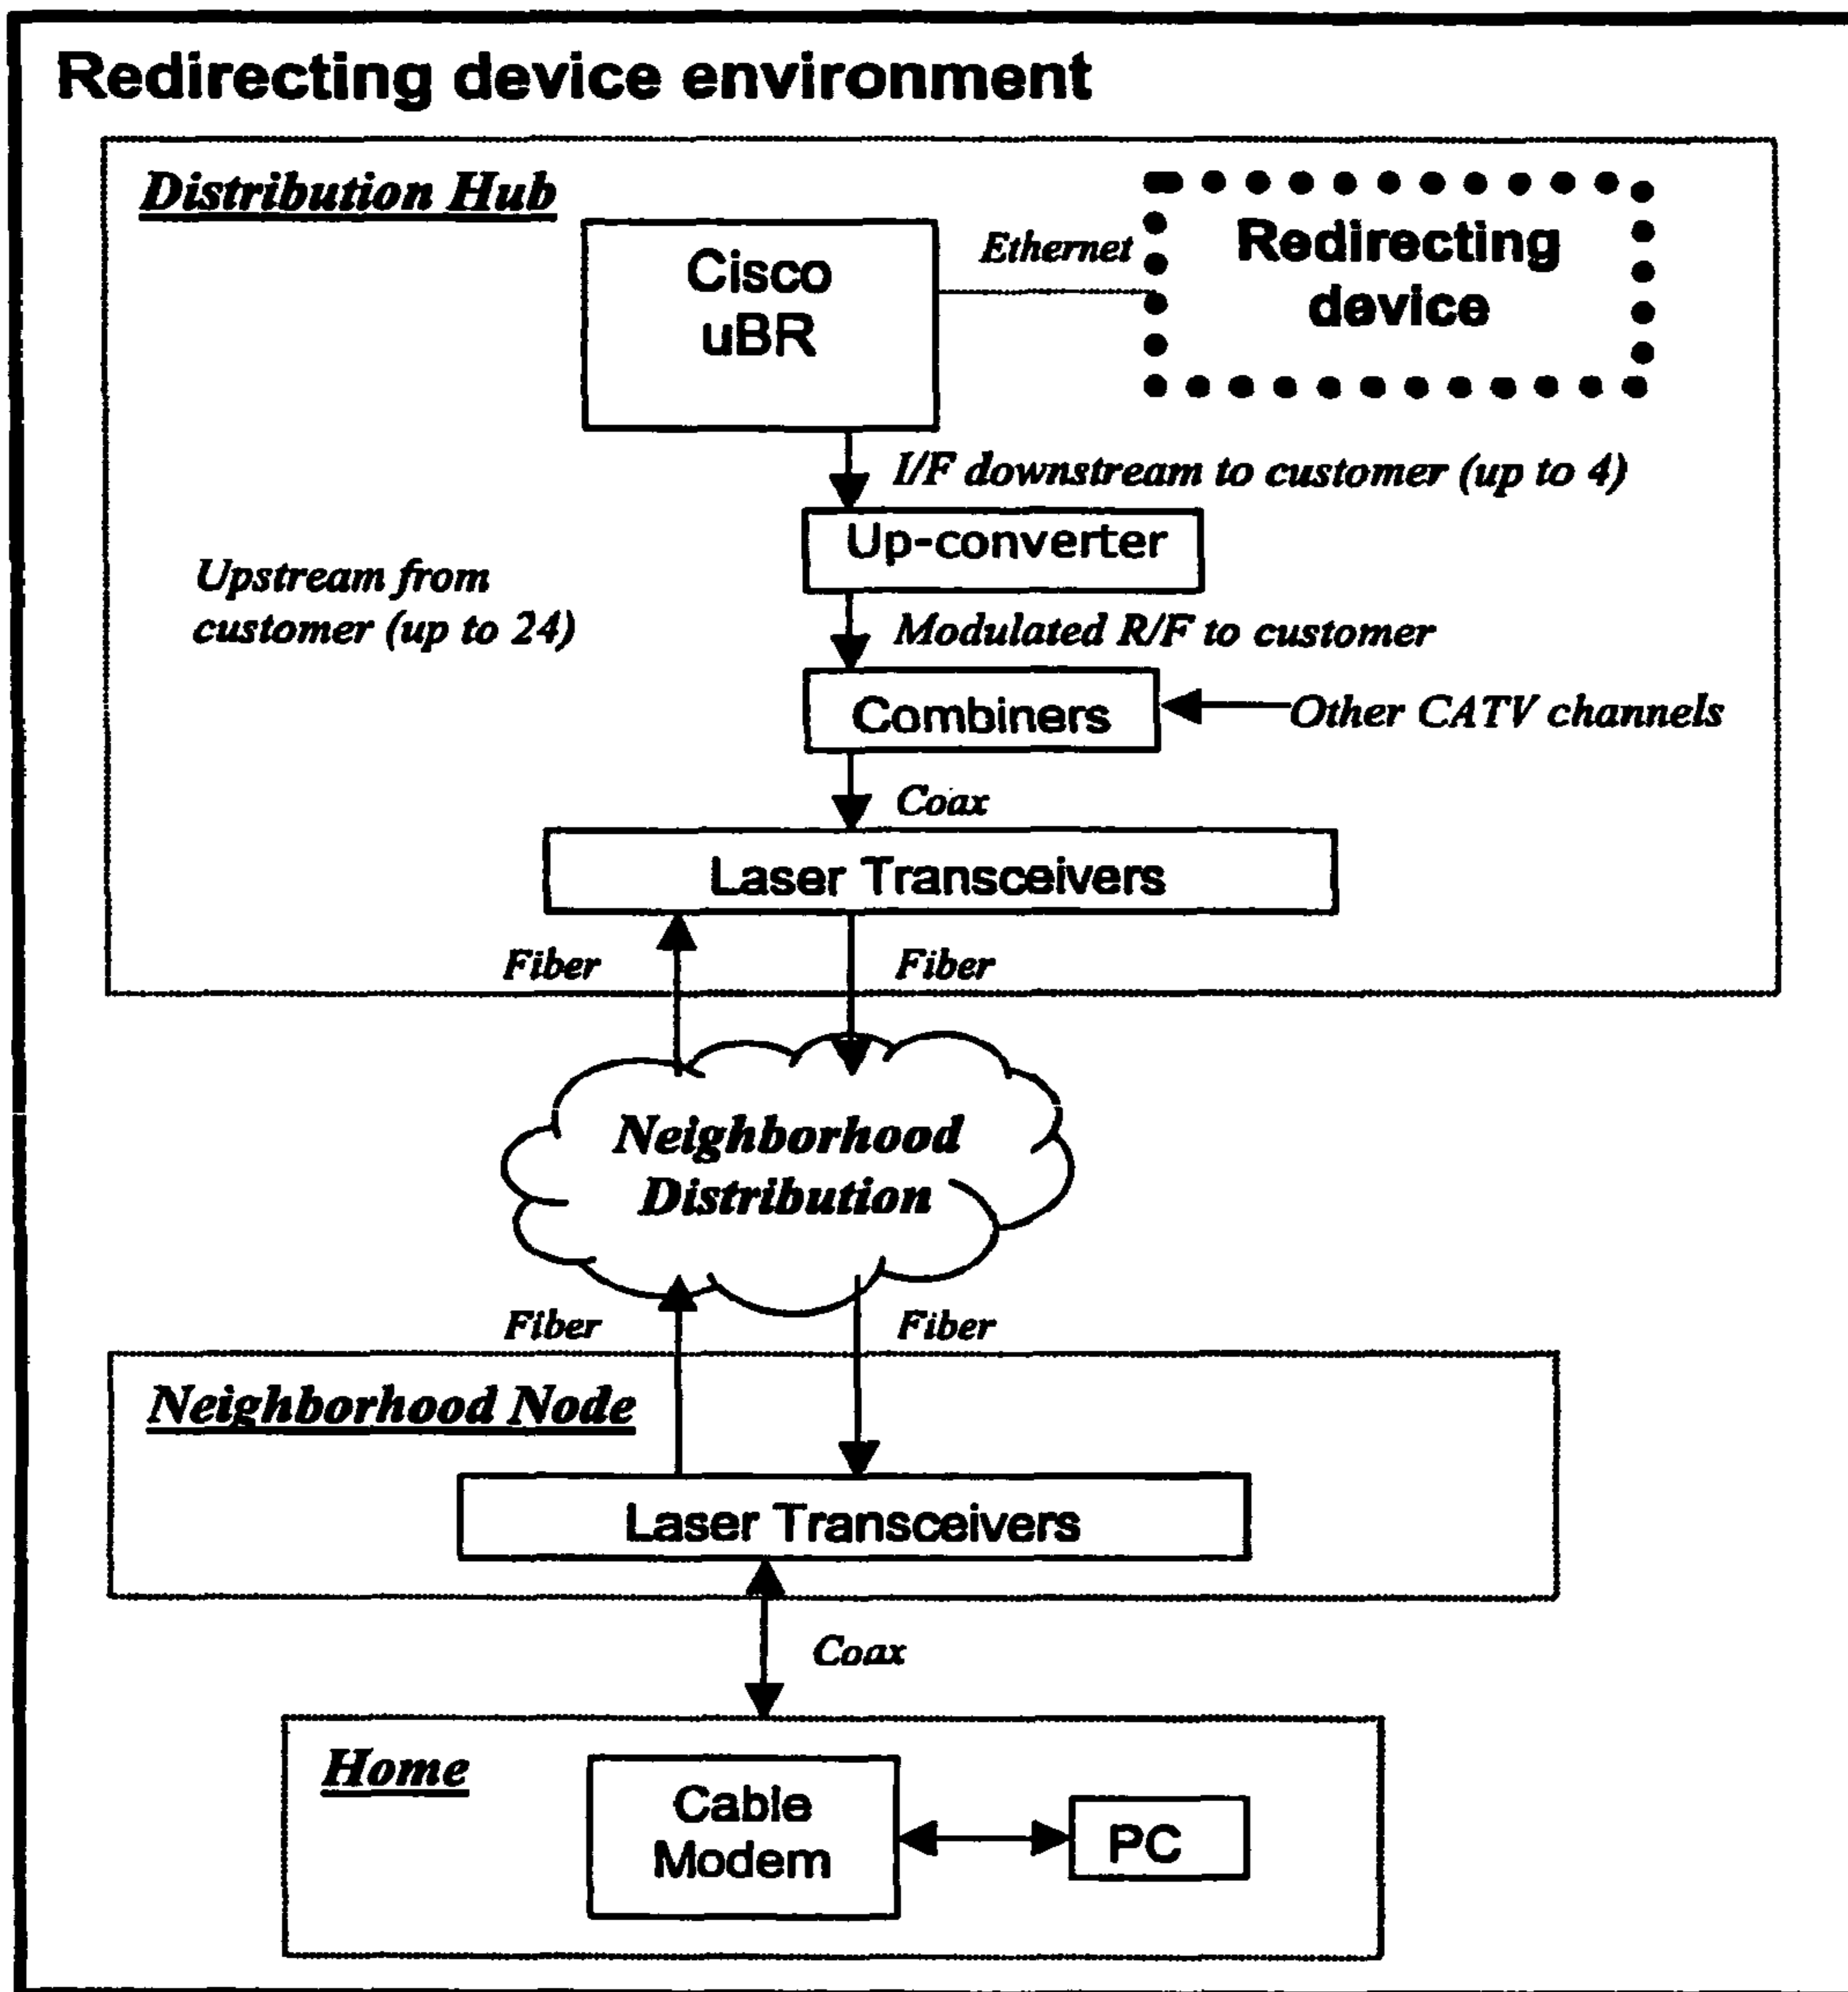 Redirecting device environment
Distribution Hub
Cisco
uBR
Ethernet
Redirecting
device
I/F downstream to customer (up to 4)
Up-converter
Upstream from
customer (up to 24)
Modulated R/F to customer
Combiners
Other CATV channels
Coax
Laser Transceivers
Fiber
Fiber
Neighborhood
Distribution
Fiber
Fiber
Neighborhood Node
Laser Transceivers
Coax
Home
Cable
Modem
PC